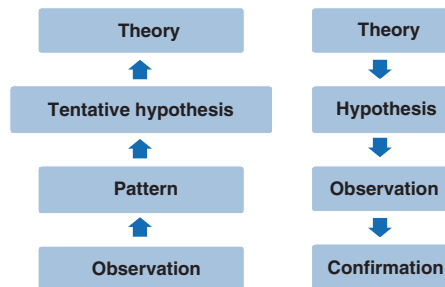 Theory
Tentative hypothesis
Pattern
Observation
Theory
Hypothesis
Observation
Confirmation